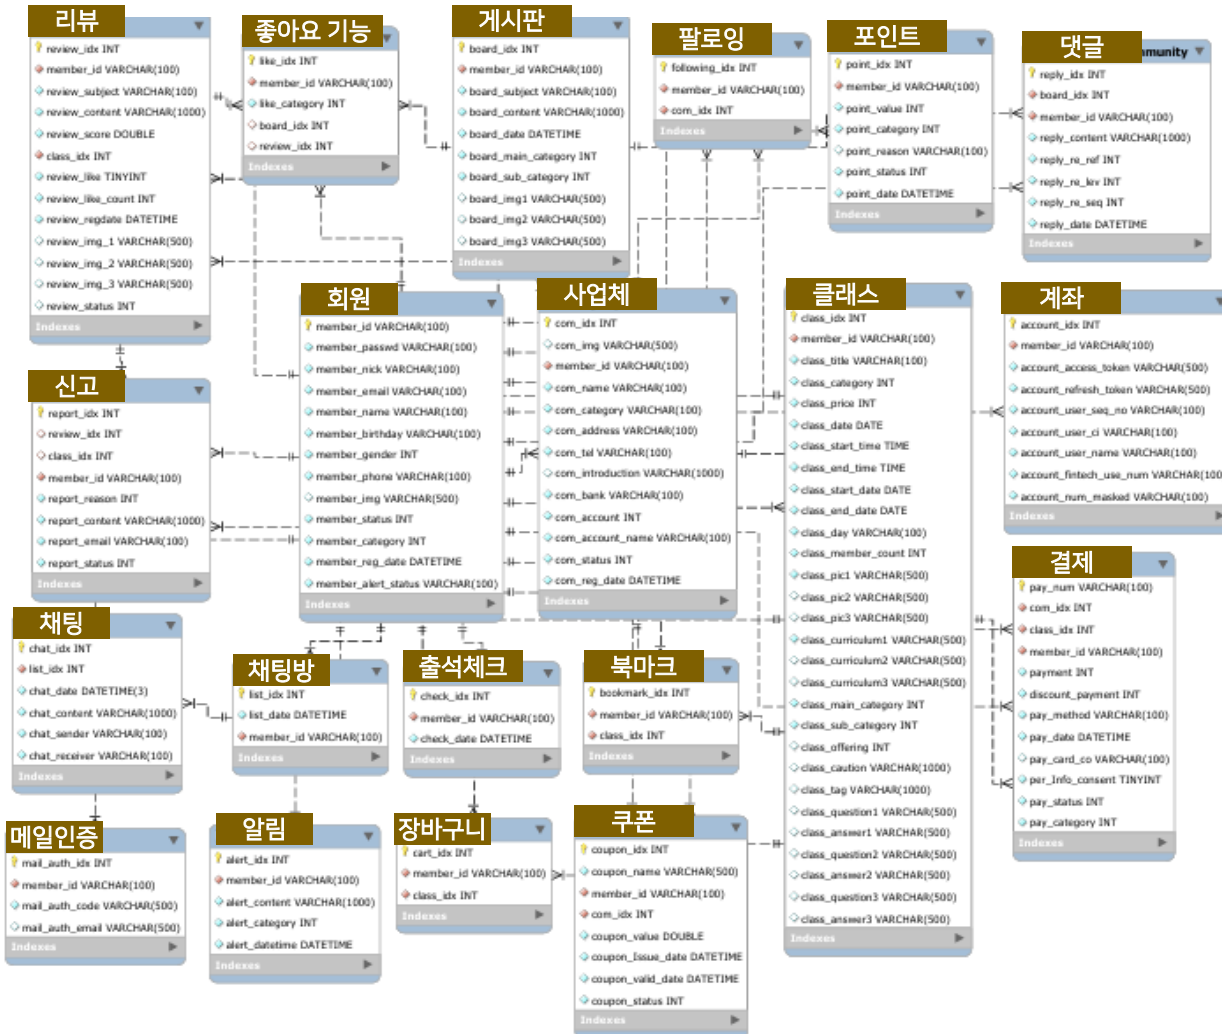 리뷰
review_idx INT
member_id VARCHAR(100)
review_subject VARCHAR(100)
review_content VARCHAR(1000)
review_score DOUBLE
class_idx INT
review_like TINYINT
review_like_count INT
review_regdate DATETIME
review_img_1 VARCHAR(500)
review_img_2 VARCHAR(500)
review_img_3 VARCHAR(500)
review_status INT
Indexes
좋아요 기능
like_idx INT
member_id VARCHAR(100)
like_category INT
board_idx INT
review_idx INT
Indexes
게시판
board_idx INT
member_id VARCHAR(100)
board_subject VARCHAR(100)
board_content VARCHAR(1000)
board_date DATETIME
board_main_category INT
board_sub_category INT
board_img1 VARCHAR(500)
board_img2 VARCHAR(500)
board_img3 VARCHAR(500)
Indexes
팔로잉
following_idx INT
member_id VARCHAR(100)
com_idx INT
Indexes
포인트
point_idx INT
member_id VARCHAR(100)
point_value INT
point_category INT
point_reason VARCHAR(100)
point_status INT
point_date DATETIME
Indexes
댓글
reply_idx INT
board_idx INT
member_id VARCHAR(100)
reply_content VARCHAR(1000)
reply_re_ref INT
reply_re_lev INT
reply_re_seq INT
reply_date DATETIME
Indexes
회원
member_id VARCHAR(100)
member_passwd VARCHAR(100)
member_nick VARCHAR(100)
member_email VARCHAR(100)
member_name VARCHAR(100)
member_birthday VARCHAR(100)
member_gender INT
member_phone VARCHAR(100)
member_img VARCHAR(500)
member_status INT
member_category INT
member_reg_date DATETIME
member_alert_status VARCHAR(100)
Indexes
사업체
com_idx INT
com_img VARCHAR(500)
member_id VARCHAR(100)
com_name VARCHAR(100)
com_category VARCHAR(100)
com_address VARCHAR(100)
com_tel VARCHAR(100)
com_introduction VARCHAR(1000)
com_bank VARCHAR(100)
com_account INT
com_account_name VARCHAR(100)
com_status INT
com_reg_date DATETIME
Indexes
클래스
class_idx INT
member_id VARCHAR(100)
class_title VARCHAR(100)
class_category INT
class_price INT
class_date DATE
class_start_time TIME
class_end_time TIME
class_start_date DATE
class_end_date DATE
class_day VARCHAR(100)
class_member_count INT
class_pic1 VARCHAR(500)
class_pic2 VARCHAR(500)
class_pic3 VARCHAR(500)
class_curriculum1 VARCHAR(500)
class_curriculum2 VARCHAR(500)
class_curriculum3 VARCHAR(500)
class_main_category INT
class_sub_category INT
class_offering INT
class_caution VARCHAR(1000)
class_tag VARCHAR(1000)
class_question1 VARCHAR(500)
class_answer1 VARCHAR(500)
class_question2 VARCHAR(500)
class_answer2 VARCHAR(500)
class_question3 VARCHAR(500)
class_answer3 VARCHAR(500)
Indexes
계좌
account_idx INT
member_id VARCHAR(100)
account_access_token VARCHAR(500)
account_refresh_token VARCHAR(500)
account_user_seq_no VARCHAR(100)
account_user_ci VARCHAR(100)
account_user_name VARCHAR(100)
account_fintech_use_num VARCHAR(100
account_num_masked VARCHAR(100)
Indexes
신고
report_idx INT
review_idx INT
class_idx INT
member_id VARCHAR(100)
report_reason INT
report_content VARCHAR(1000)
report_email VARCHAR(100)
report_status INT
Indexes
결제
pay_num VARCHAR(100)
com_idx INT
class_idx INT
member_id VARCHAR(100)
payment INT
discount_payment INT
pay_method VARCHAR(100)
pay_date DATETIME
pay_card_co VARCHAR(100)
per_Info_consent TINYINT
pay_status INT
pay_category INT
채팅
chat_idx INT
list_idx INT
chat_date DATETIME(3)
chat_content VARCHAR(1000)
chat_sender VARCHAR(100)
chat_receiver VARCHAR(100)
Indexes
채팅방
list_idx INT
list_date DATETIME
member_id VARCHAR(100)
Indexes
출석체크
check_idx INT
member_id VARCHAR(100)
check_date DATETIME
Indexes
북마크
bookmark_idx INT
member_id VARCHAR(100)
class_idx INT
Indexes
메일인증
mail_auth_idx INT
member_id VARCHAR(100)
mail_auth_code VARCHAR(500)
mail_auth_email VARCHAR(500)
Indexes
알림
alert_idx INT
member_id VARCHAR(100)
alert_content VARCHAR(1000)
alert_category INT
alert_datetime DATETIME
Indexes
장바구니
cart_idx INT
member_id VARCHAR(100)
class_idx INT
Indexes
쿠폰
coupon_idx INT
coupon_name VARCHAR(500)
member_id VARCHAR(100)
com_idx INT
coupon_value DOUBLE
coupon_Issue_date DATETIME
coupon_valid_date DATETIME
coupon_status INT
Indexes